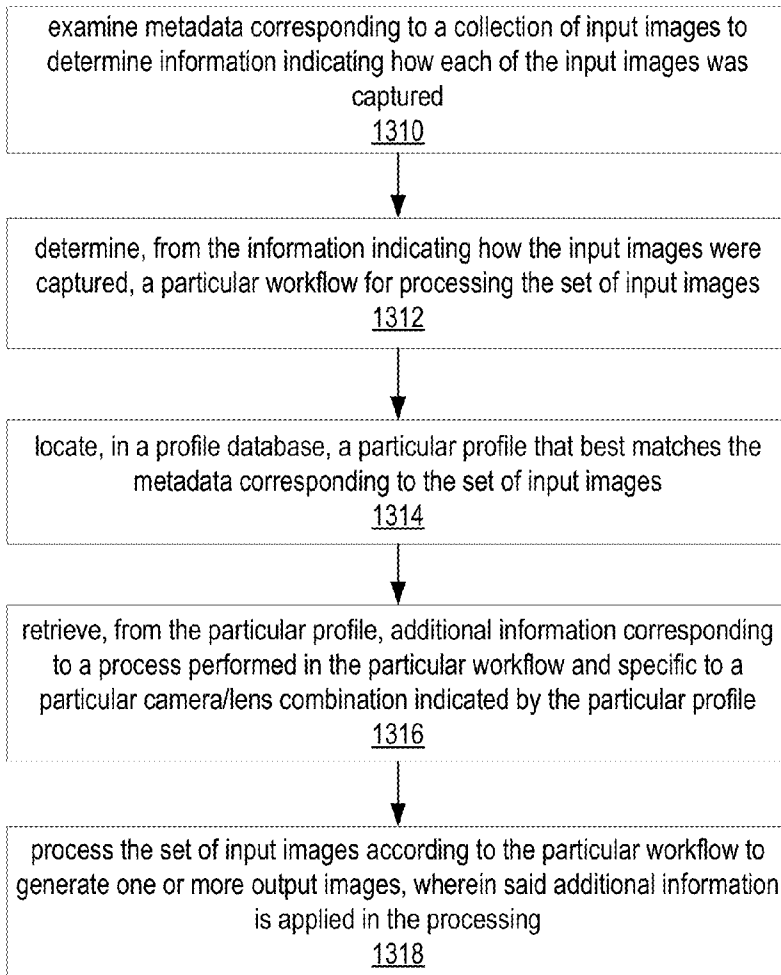 examine metadata corresponding to a collection of input images to
determine information indicating how each of the input images was
captured
1310
determine, from the information indicating how the input images were
captured, a particular workflow for processing the set of input images
1312
locate, in a profile database, a particular profile that best matches the
metadata corresponding to the set of input images
1314
retrieve, from the particular profile, additional information corresponding
to a process performed in the particular workflow and specific to a
particular camera/lens combination indicated by the particular profile
1316
process the set of input images according to the particular workflow to
generate one or more output images, wherein said additional information
is applied in the processing
1318